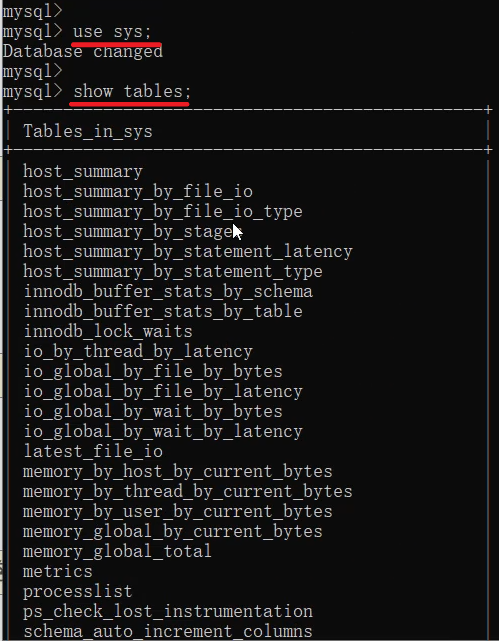 mysql>
mysql> use sys;
Database changed
mysql>
mysql> show tables;
Tables_in_sys
host_summary
host_summary_by_file_io
host_summary_by_file_io_type
host_summary_by_stages
host_summary_by_statement_latency
host_summary_by_statement_type
innodb_buffer_stats_by_schema
innodb_buffer_stats_by_table
innodb_lock_waits
io_by_thread_by_latency
io_global_by_file_by_bytes
io_global_by_file_by_latency
io_global_by_wait_by_bytes
io_global_by_wait_by_latency
latest_file_io
memory_by_host_by_current_bytes
memory_by_thread_by_current_bytes
memory_by_user_by_current_bytes
memory_global_by_current_bytes
memory_global_total
metrics
processlist
ps_check_lost_instrumentation
schema_auto_increment_columns